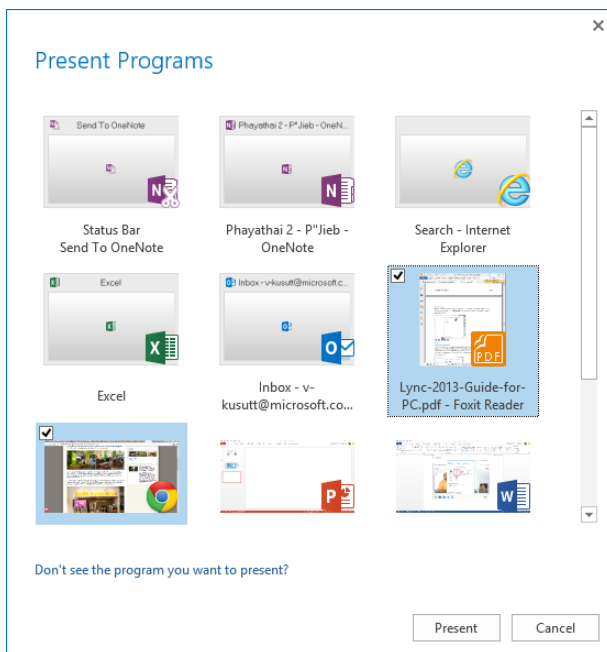 Present Programs
Send To OneNote
Phayathai 2 - P"Jieb - OneN...
Status Bar
Send To OneNote
Phayathai 2 - P"Jieb -
OneNote
Search - Internet
Explorer
Excel
Inbox - v-kusutt@microsoft.c...
PDF
Excel
Inbox - v-
kusutt@microsoft.co...
Lync-2013-Guide-for-
PC.pdf - Foxit Reader
Don't see the program you want to present?
Present
Cancel